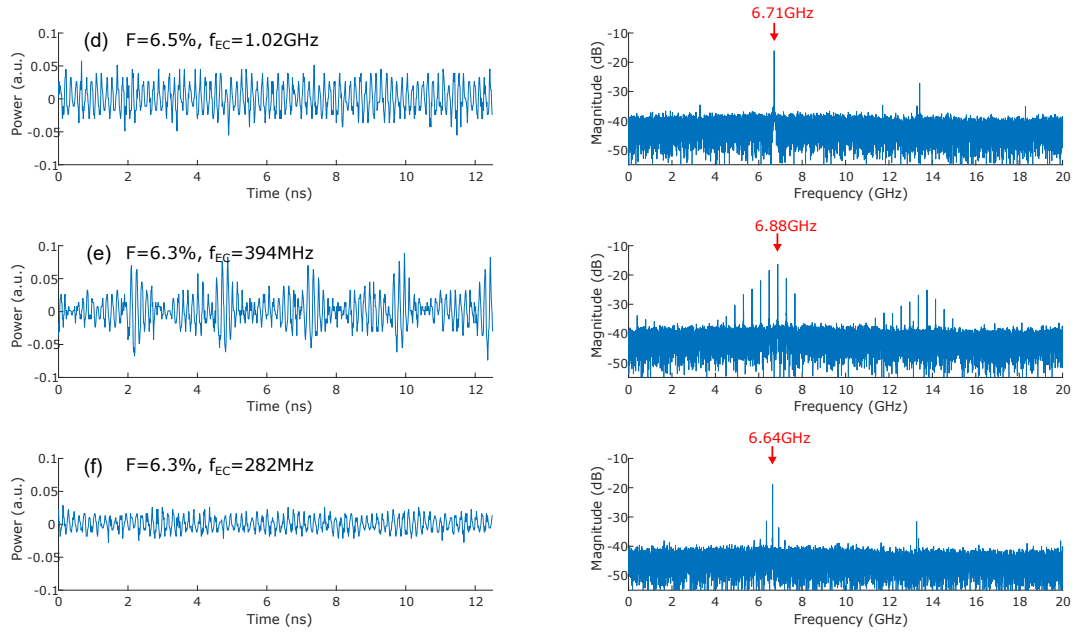 (d) F=6.5%, fEC=1.02GHz
0.1
0.05
0
-0.05
-0.1
Power (a.u.)
0 2 4 6 8 10 12
Time (ns)
6.71GHz
-10
-20
-30
-40
-50
Magnitude (dB)
0 2 4 6 8 10 12 14 16 18 20
Frequency (GHz)
(e) F=6.3%, fEC=394MHz
0.1
0.05
0
-0.05
-0.1
Power (a.u.)
0 2 4 6 8 10 12
Time (ns)
6.88GHz
-10
-20
-30
-40
-50
Magnitude (dB)
0 2 4 6 8 10 12 14 16 18 20
Frequency (GHz)
(f) F=6.3%, fEC=282MHz
0.1
0.05
0
-0.05
-0.1
Power (a.u.)
0 2 4 6 8 10 12
Time (ns)
6.64GHz
-10
-20
-30
-40
-50
Magnitude (dB)
0 2 4 6 8 10 12 14 16 18 20
Frequency (GHz)